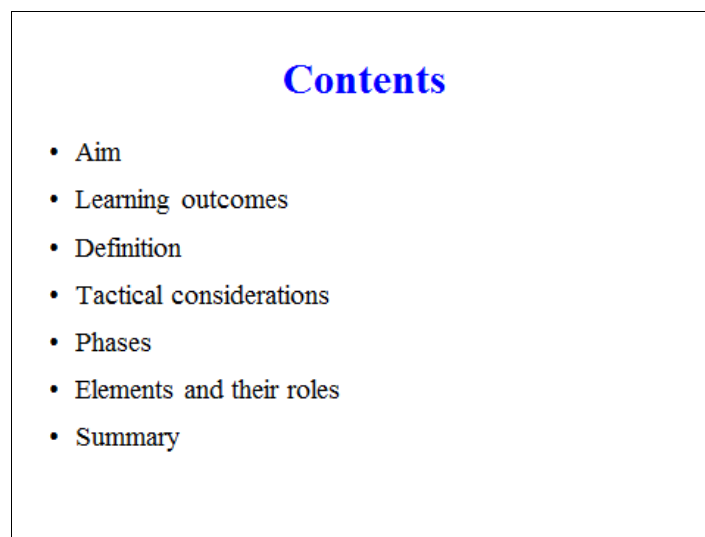 Contents
• Aim
• Learning outcomes
• Definition
• Tactical considerations
• Phases
• Elements and their roles
• Summary